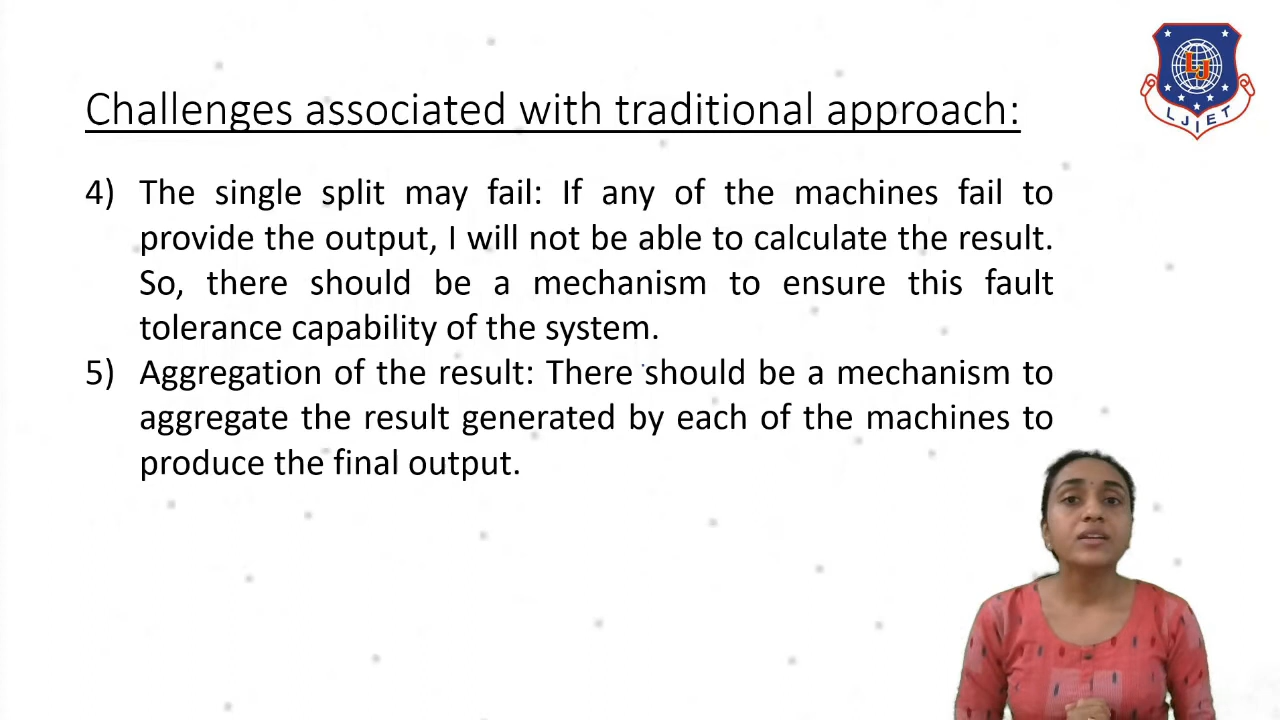 Challenges associated with traditional approach:
4) The single split may fail: If any of the machines fail to
provide the output, I will not be able to calculate the result.
So, there should be a mechanism to ensure this fault
tolerance capability of the system.
5) Aggregation of the result: There should be a mechanism to
aggregate the result generated by each of the machines to
produce the final output.
LJ
LJIET